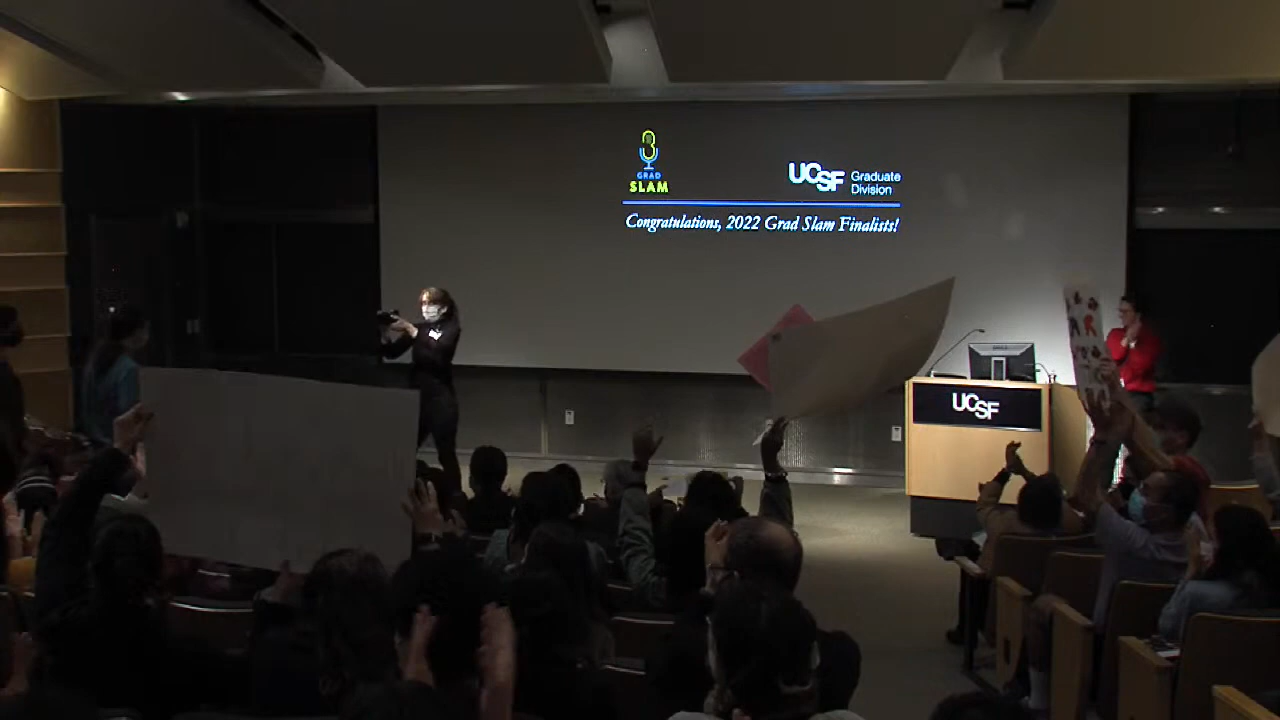 GRAD
SLAM
UCSF Graduate
Division
Congratulations, 2022 Grad Slam Finalists!
UCSF